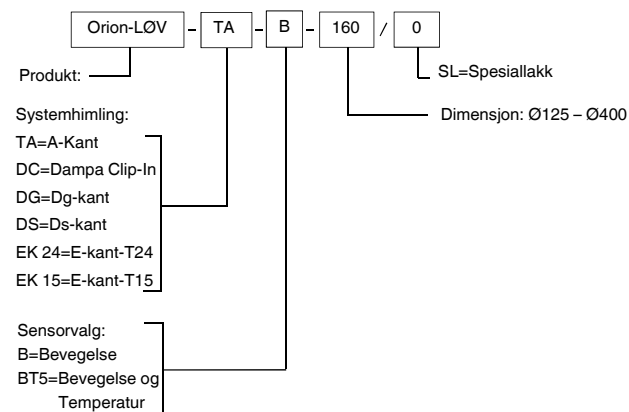 Orion-LØV - TA - B - 160 / 0
Produkt:
SL=Spesiallakk
Dimensjon: Ø125 – Ø400
Systemhimling:
TA=A-Kant
DC=Dampa Clip-In
DG=Dg-kant
DS=Ds-kant
EK 24=E-kant-T24
EK 15=E-kant-T15
Sensorvalg:
B=Bevegelse
BT5=Bevegelse og
Temperatur